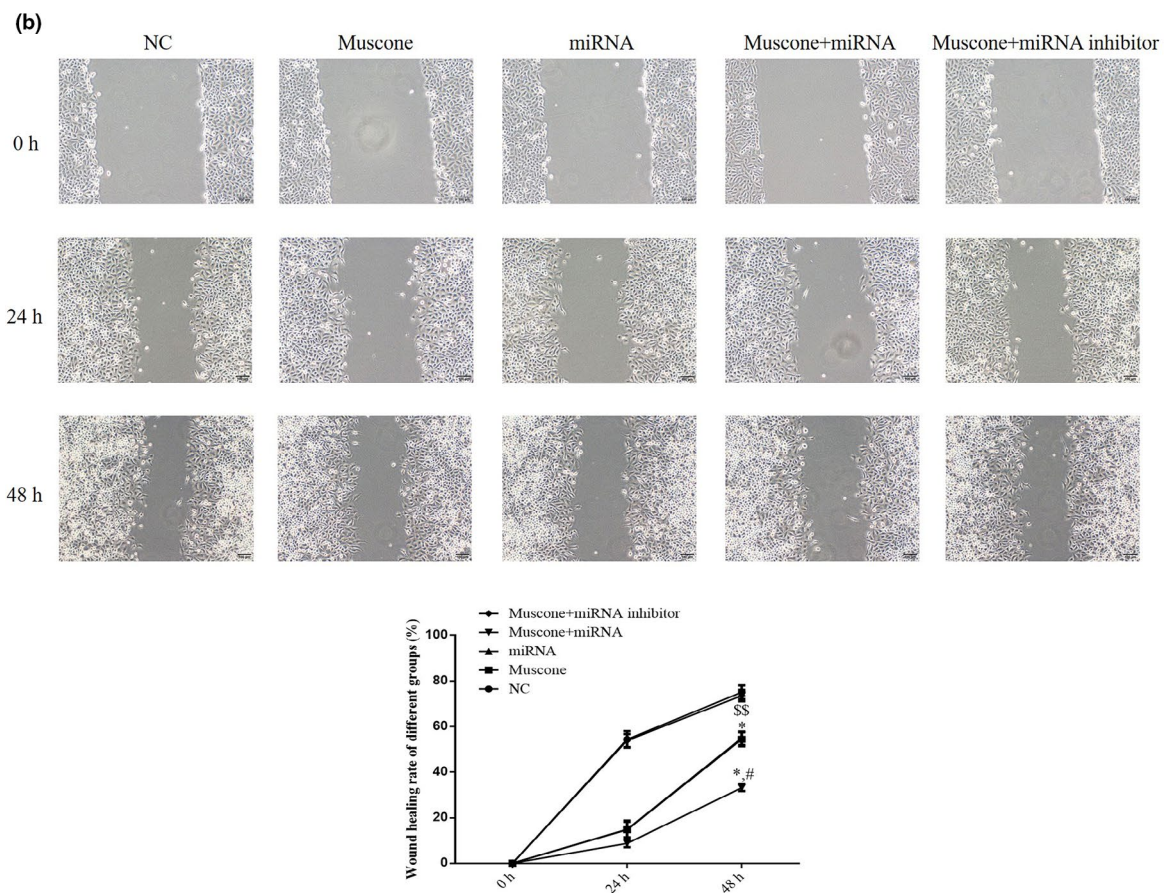 (b)
NC Muscone miRNA Muscone+miRNA Muscone+miRNA inhibitor
0 h
24 h
48 h
Wound healing rate of different groups (%)
Muscone+miRNA inhibitor
Muscone+miRNA
miRNA
Muscone
NC
100
80
60
40
20
0
$$
*
*,#
0 h
24 h
48 h